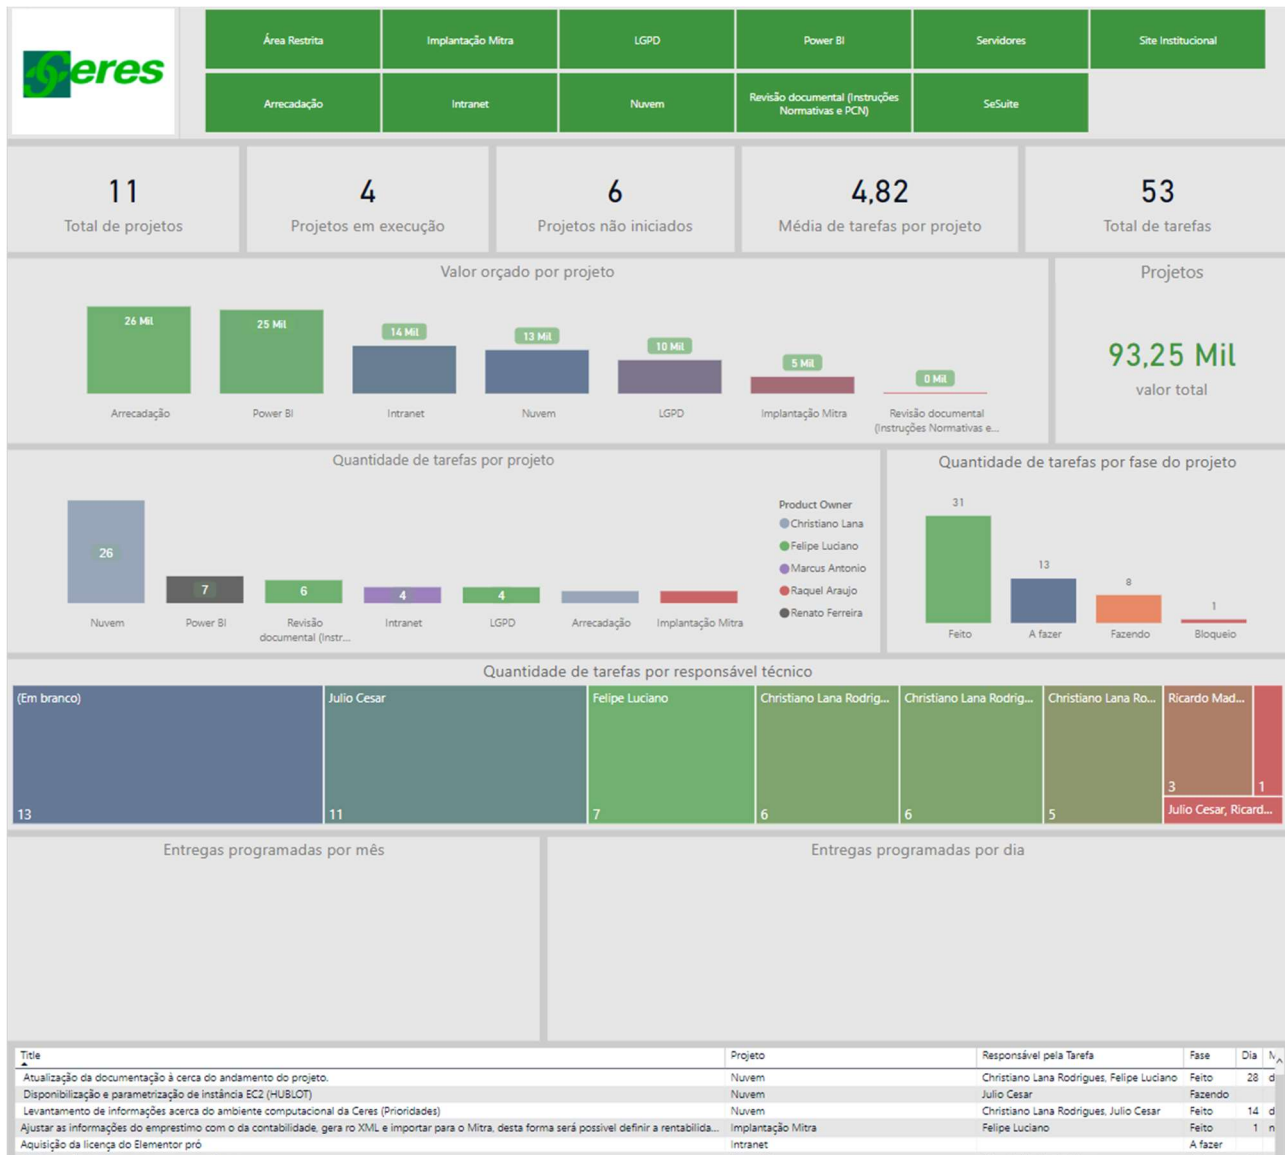 Ceres
Área Restrita
Implantação Mitra
LGPD
Power BI
Servidores
Site Institucional
Arrecadação
Intranet
Nuvem
Revisão documental (Instruções
Normativas e PCN)
SeSuite
11
Total de projetos
4
Projetos em execução
6
Projetos não iniciados
4,82
Média de tarefas por projeto
53
Total de tarefas
Valor orçado por projeto
26 Mil
25 Mil
14 Mil
13 Mil
10 Mil
5 Mil
0 Mil
Arrecadação
Power BI
Intranet
Nuvem
LGPD
Implantação Mitra
Revisão documental
(Instruções Normativas e...
Projetos
93,25 Mil
valor total
Quantidade de tarefas por projeto
26
7
6
4
4
Nuvem
Power BI
Revisão
documental (Instr...
Intranet
LGPD
Arrecadação
Implantação Mitra
Product Owner
Christiano Lana
Felipe Luciano
Marcus Antonio
Raquel Araujo
Renato Ferreira
Quantidade de tarefas por fase do projeto
31
13
8
1
Feito
A fazer
Fazendo
Bloqueio
Quantidade de tarefas por responsável técnico
(Em branco)
13
Julio Cesar
11
Felipe Luciano
7
Christiano Lana Rodrig...
6
Christiano Lana Rodrig...
6
Christiano Lana Ro...
5
Ricardo Mad...
3
1
Julio Cesar, Ricard...
Entregas programadas por mês
Entregas programadas por dia
Title Projeto Responsável pela Tarefa Fase Dia
Atualização da documentação à cerca do andamento do projeto. Nuvem Christiano Lana Rodrigues, Felipe Luciano Feito 28 d
Disponibilização e parametrização de instância EC2 (HUBLOT) Nuvem Julio Cesar Fazendo
Levantamento de informações acerca do ambiente computacional da Ceres (Prioridades) Nuvem Christiano Lana Rodrigues, Julio Cesar Feito 14 d
Ajustar as informações do emprestimo com o da contabilidade, gera ro XML e importar para o Mitra, desta forma será possivel definir a rentabilida... Implantação Mitra Felipe Luciano Feito 1 n
Aquisição da licença do Elementor pró Intranet A fazer